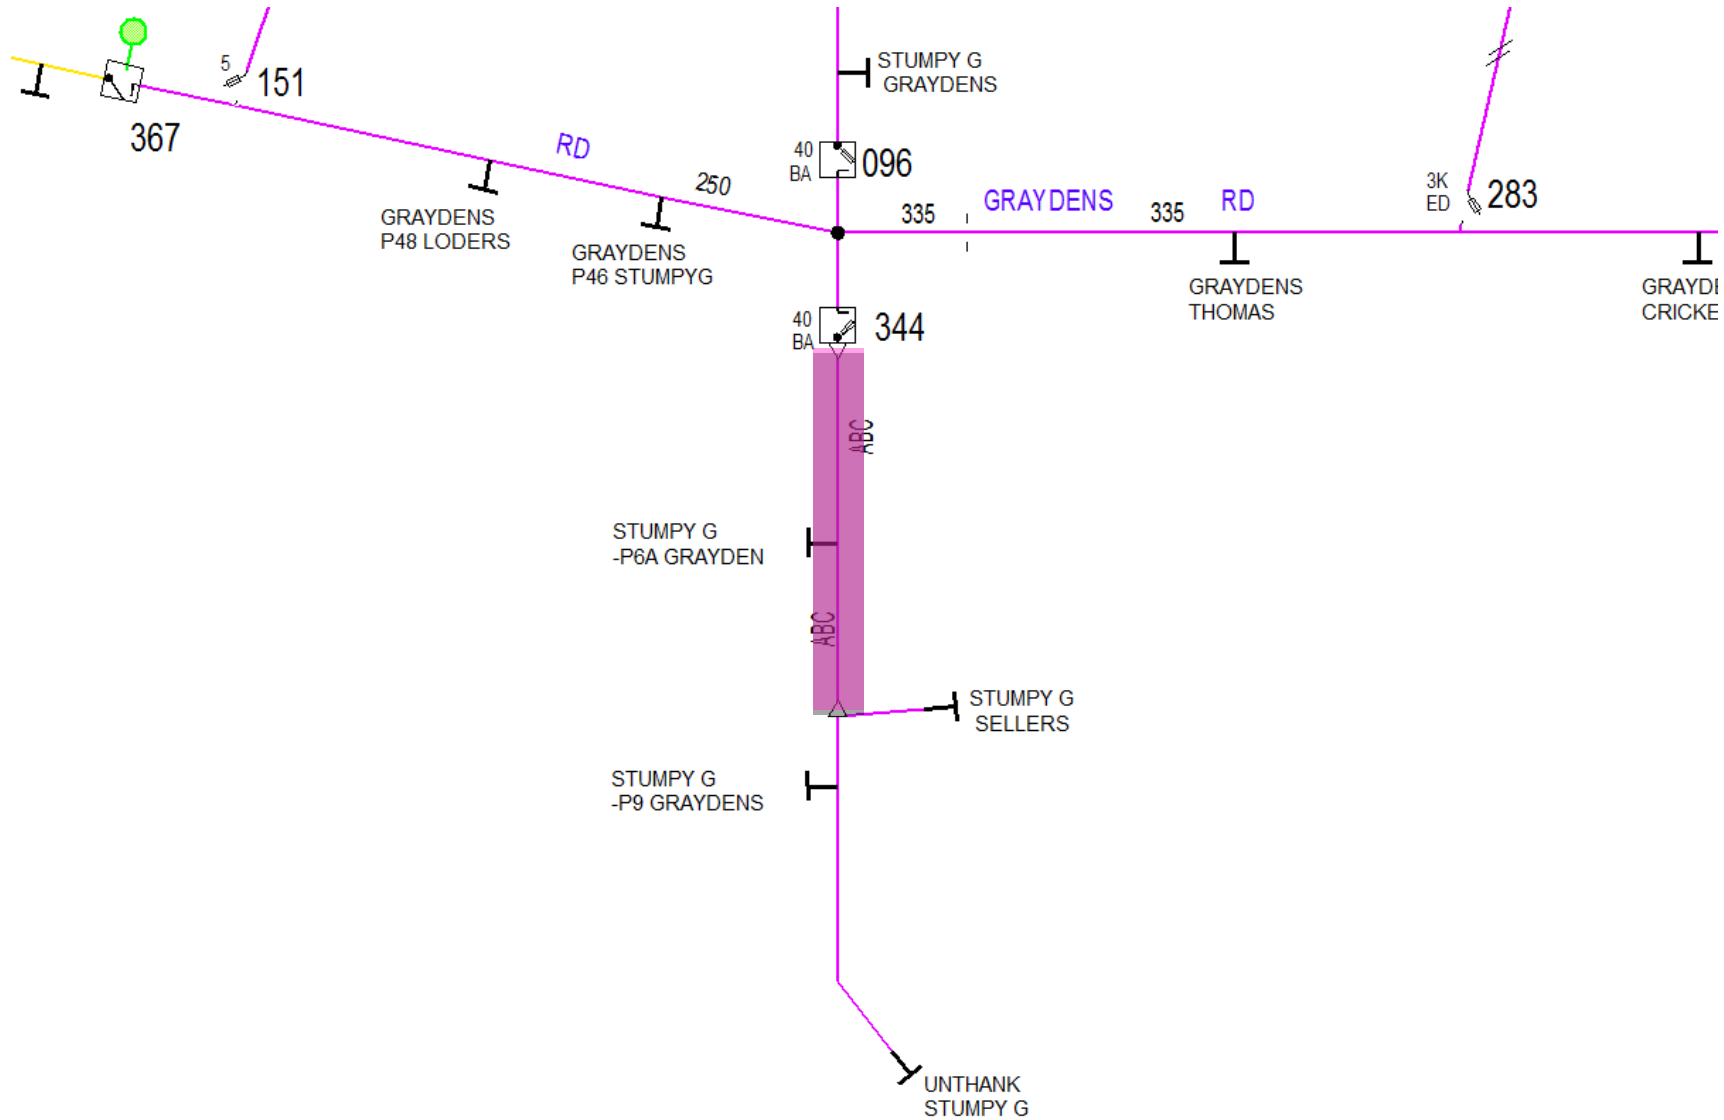 STUMPY G
GRAYDENS
5
151
367
RD
250
40
BA
096
GRAYDENS
P48 LODERS
GRAYDENS
P46 STUMPYG
335
GRAYDENS
335
RD
3K
ED
283
GRAYDENS
THOMAS
GRAYDE
CRICKE
40
BA
344
ABC
STUMPY G
-P6A GRAYDEN
ABC
STUMPY G
SELLERS
STUMPY G
-P9 GRAYDENS
UNTHANK
STUMPY G